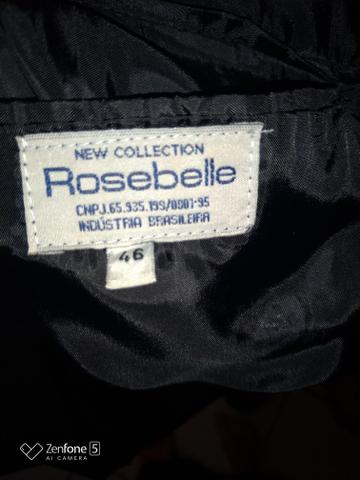 NEW COLLECTION
Rosebelle
CNPJ.65.935.199/0001-95
INDÚSTRIA BRASILEIRA
46
Zenfone 5
AI CAMERA